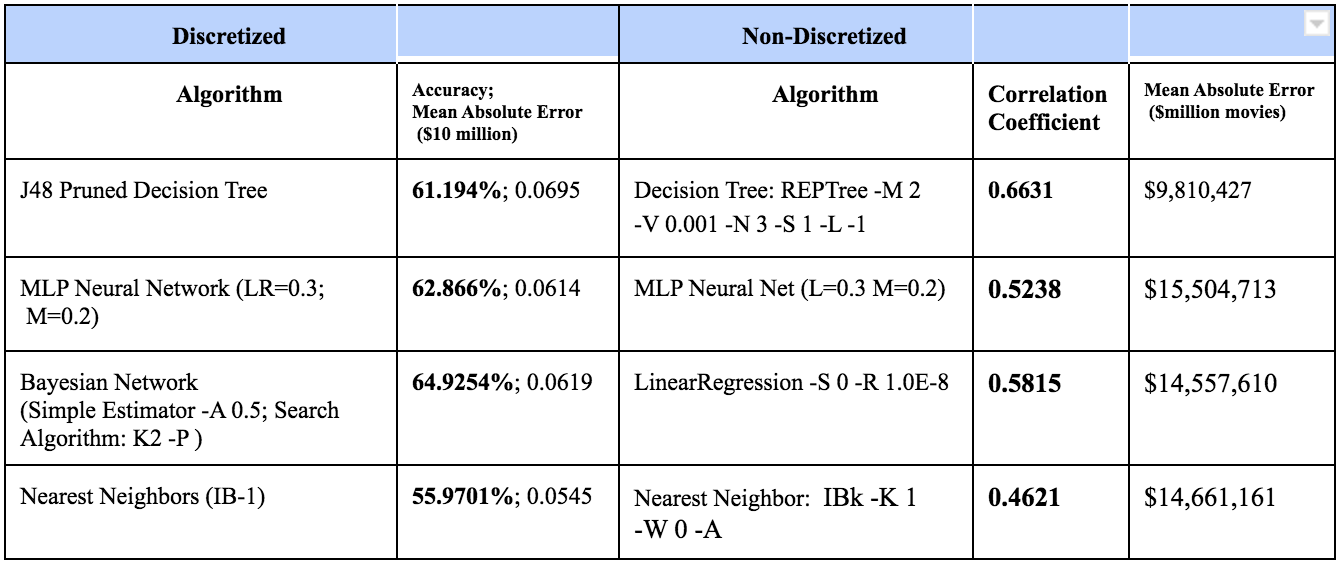 Discretized
Non-Discretized
Algorithm
Accuracy;
Mean Absolute Error
($10 million)
Algorithm
Correlation
Coefficient
Mean Absolute Error
($million movies)
J48 Pruned Decision Tree
61.194%; 0.0695
Decision Tree: REPTree -M 2
-V 0.001 -N 3 -S 1 -L -1
0.6631
$9,810,427
MLP Neural Network (LR=0.3;
M=0.2)
62.866%; 0.0614
MLP Neural Net (L=0.3 M=0.2)
0.5238
$15,504,713
Bayesian Network
(Simple Estimator -A 0.5; Search
Algorithm: K2 -P )
64.9254%; 0.0619
LinearRegression -S 0 -R 1.0E-8
0.5815
$14,557,610
Nearest Neighbors (IB-1)
55.9701%; 0.0545
Nearest Neighbor: IBk -K 1
-W 0 -A
0.4621
$14,661,161